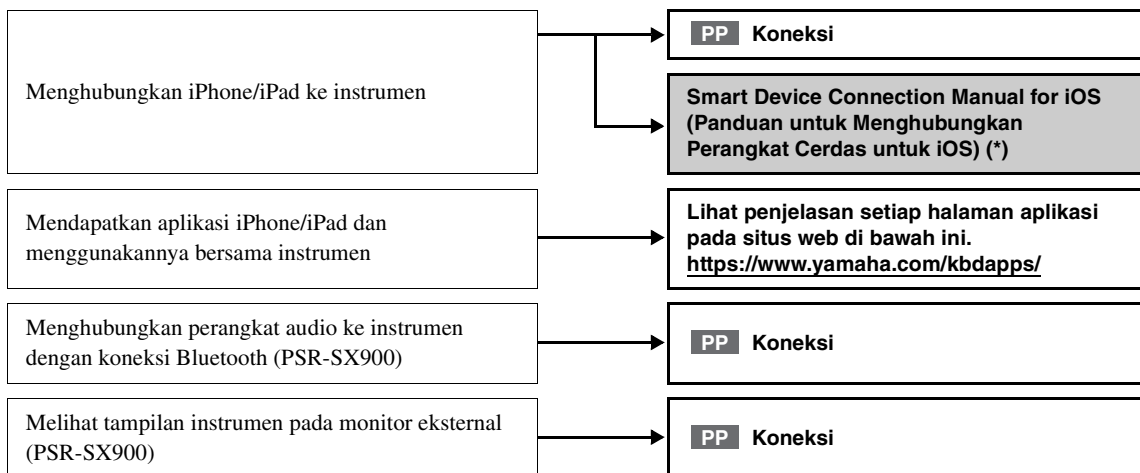 Menghubungkan iPhone/iPad ke instrumen
PP Koneksi
Smart Device Connection Manual for iOS
(Panduan untuk Menghubungkan
Perangkat Cerdas untuk iOS) (*)
Mendapatkan aplikasi iPhone/iPad dan
menggunakannya bersama instrumen
Lihat penjelasan setiap halaman aplikasi
pada situs web di bawah ini.
https://www.yamaha.com/kbdapps/
Menghubungkan perangkat audio ke instrumen
dengan koneksi Bluetooth (PSR-SX900)
PP Koneksi
Melihat tampilan instrumen pada monitor eksternal
(PSR-SX900)
PP Koneksi